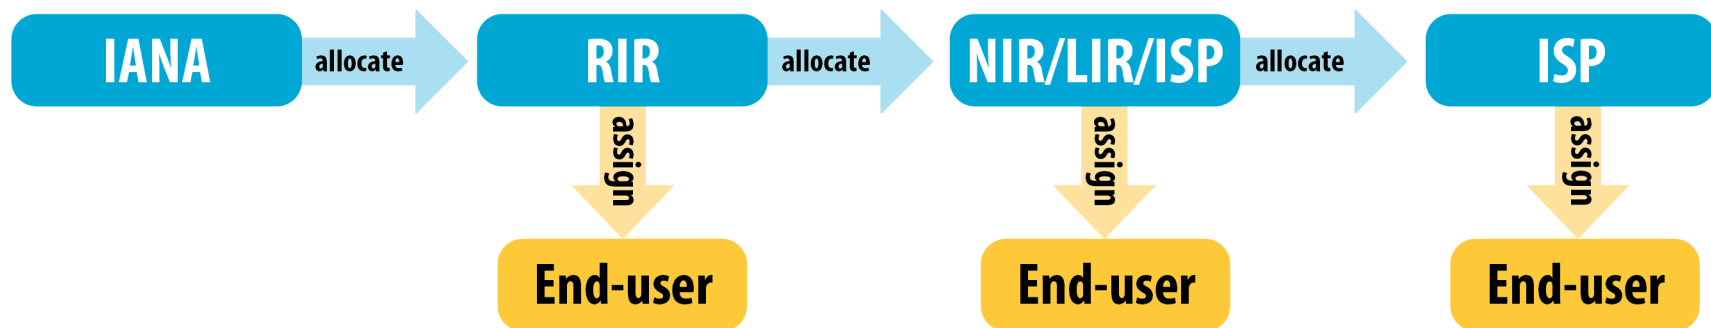 IANA
allocate
RIR
allocate
NIR/LIR/ISP
allocate
ISP
assign
assign
assign
End-user
End-user
End-user